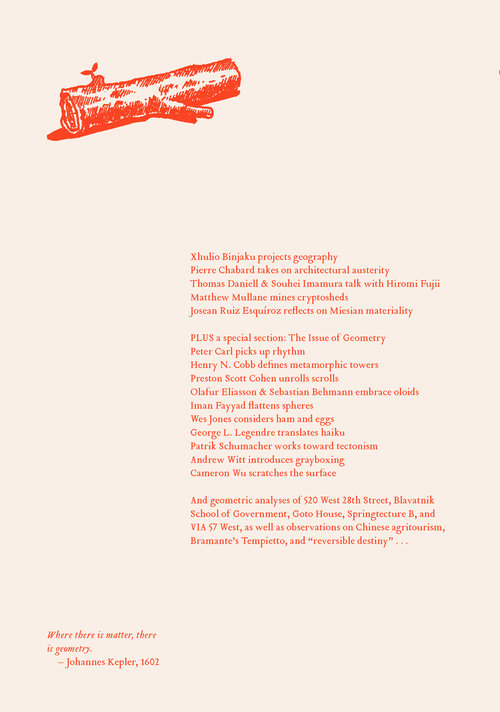 Xhulio Binjaku projects geography
Pierre Chabard takes on architectural austerity
Thomas Daniell & Souhei Imamura talk with Hiromi Fujii
Matthew Mullane mines cryptosheds
Josean Ruiz Esquíroz reflects on Miesian materiality
PLUS a special section: The Issue of Geometry
Peter Carl picks up rhythm
Henry N. Cobb defines metamorphic towers
Preston Scott Cohen unrolls scrolls
Olafur Eliasson & Sebastian Behmann embrace oloids
Iman Fayyad flattens spheres
Wes Jones considers ham and eggs
George L. Legendre translates haiku
Patrik Schumacher works toward tectonism
Andrew Witt introduces grayboxing
Cameron Wu scratches the surface
And geometric analyses of 520 West 28th Street, Blavatnik
School of Government, Goto House, Springtecture B, and
VIA 57 West, as well as observations on Chinese agritourism,
Bramante's Tempietto, and “reversible destiny” . . .
Where there is matter, there
is geometry.
– Johannes Kepler, 1602